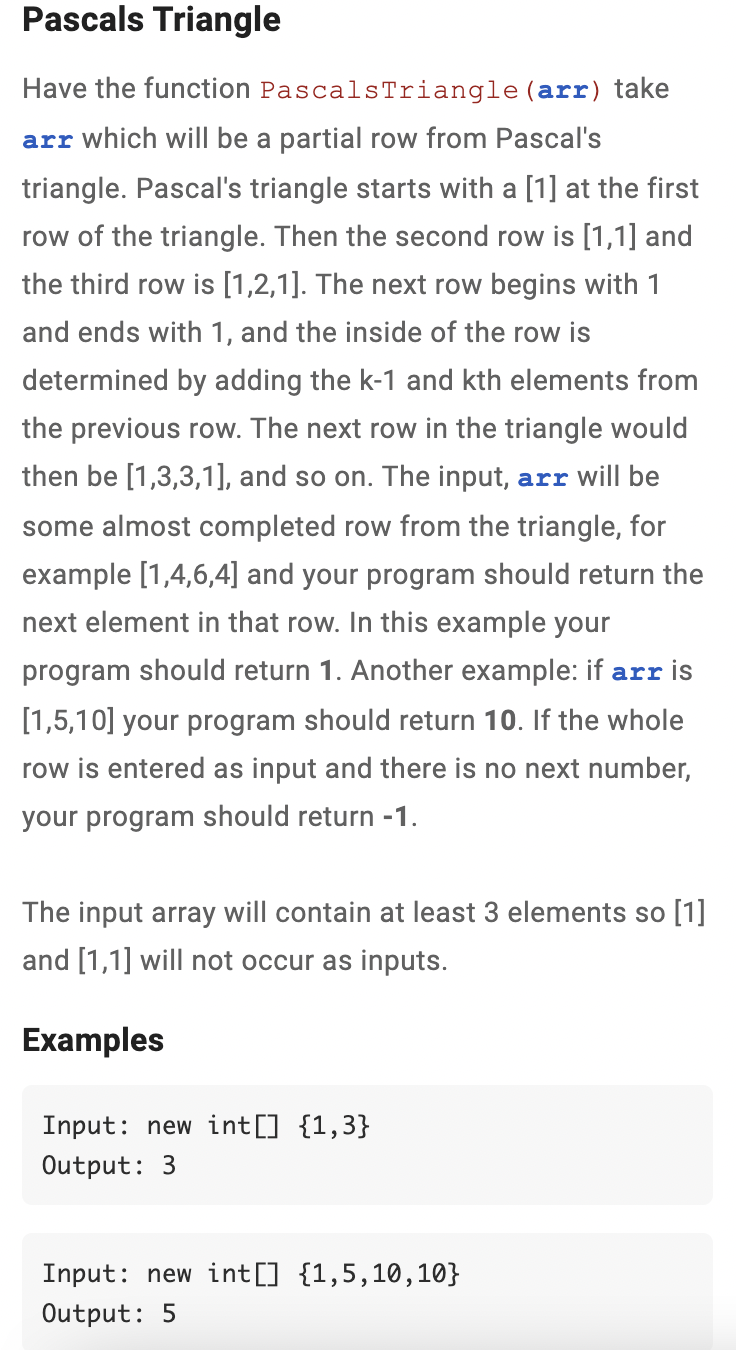 Pascals Triangle
Have the function PascalsTriangle(arr) take
arr which will be a partial row from Pascal's
triangle. Pascal's triangle starts with a [1] at the first
row of the triangle. Then the second row is [1,1] and
the third row is [1,2,1]. The next row begins with 1
and ends with 1, and the inside of the row is
determined by adding the k-1 and kth elements from
the previous row. The next row in the triangle would
then be [1,3,3,1], and so on. The input, arr will be
some almost completed row from the triangle, for
example [1,4,6,4] and your program should return the
next element in that row. In this example your
program should return 1. Another example: if arr is
[1,5,10] your program should return 10. If the whole
row is entered as input and there is no next number,
your program should return -1.
The input array will contain at least 3 elements so [1]
and [1,1] will not occur as inputs.
Examples
Input: new int[] {1,3}
Output: 3
Input: new int[] {1,5,10,10}
Output: 5